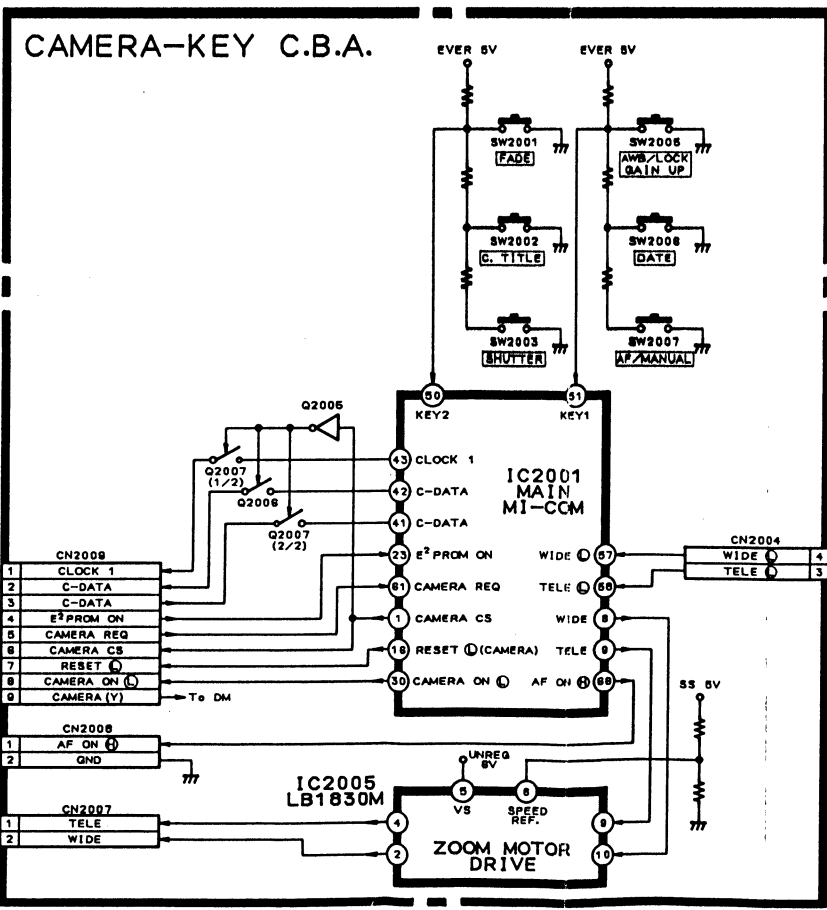 CAMERA-KEY C.B.A.
EVER 5V
EVER 5V
SW2001
FADE
SW2005
AWB/LOCK
GAIN UP
SW2002
C. TITLE
SW2006
DATE
SW2003
SHUTTER
SW2007
AF/MANUAL
50
KEY2
51
KEY1
Q2005
Q2007
(1/2)
Q2006
Q2007
(2/2)
IC2001
MAIN
MI-COM
43 CLOCK 1
42 C-DATA
41 C-DATA
23 E²PROM ON
61 CAMERA REQ
1 CAMERA CS
16 RESET Ⓛ (CAMERA)
30 CAMERA ON Ⓛ
WIDE Ⓛ 57
TELE Ⓛ 56
WIDE 8
TELE 9
AF ON Ⓗ 68
CN2004
WIDE Ⓛ 4
TELE Ⓛ 3
CN2009
1 CLOCK 1
2 C-DATA
3 C-DATA
4 E²PROM ON
5 CAMERA REQ
6 CAMERA CS
7 RESET Ⓛ
8 CAMERA ON Ⓛ
9 CAMERA (Y)
To DM
SS 5V
CN2008
1 AF ON Ⓗ
2 GND
UNREG
6V
IC2005
LB1830M
5
VS
6
SPEED
REF.
CN2007
1 TELE
2 WIDE
4
2
9
10
ZOOM MOTOR
DRIVE